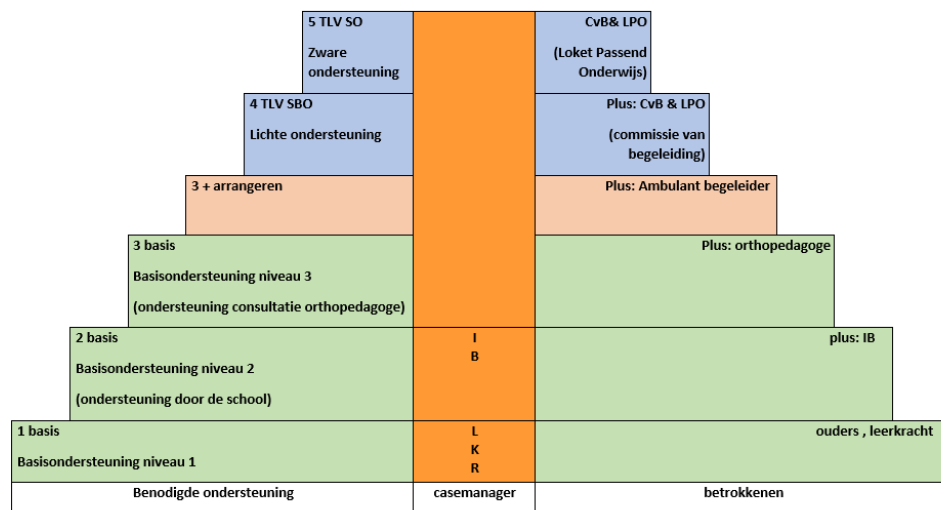 5 TLV SO
Zware
ondersteuning
CvB& LPO
(Loket Passend
Onderwijs)
4 TLV SBO
Lichte ondersteuning
Plus: CvB & LPO
(commissie van
begeleiding)
3 + arrangeren
Plus: Ambulant begeleider
3 basis
Basisondersteuning niveau 3
(ondersteuning consultatie orthopedagoge)
Plus: orthopedagoge
2 basis
Basisondersteuning niveau 2
(ondersteuning door de school)
I
B
plus: IB
1 basis
Basisondersteuning niveau 1
L
K
R
ouders , leerkracht
Benodigde ondersteuning
casemanager
betrokkenen